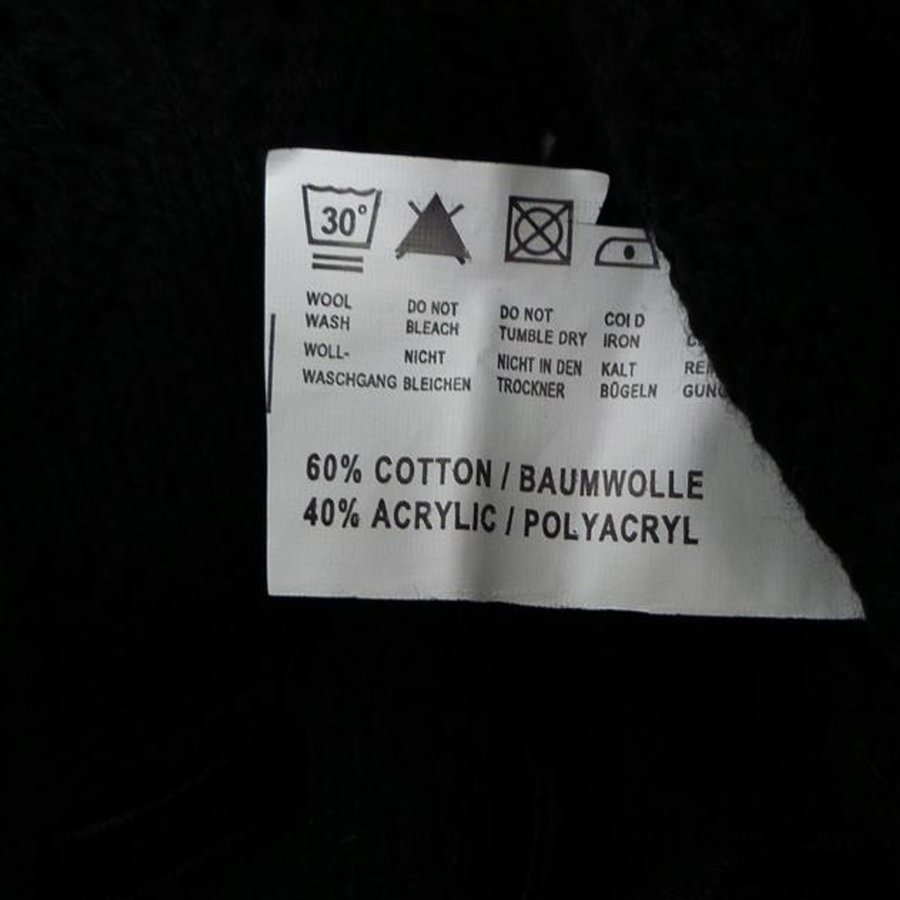 30°
WOOL DO NOT DO NOT COLD
WASH BLEACH TUMBLE DRY IRON
WOLL- NICHT NICHT IN DEN KALT
WASCHGANG BLEICHEN TROCKNER BÜGELN
60% COTTON / BAUMWOLLE
40% ACRYLIC / POLYACRYL